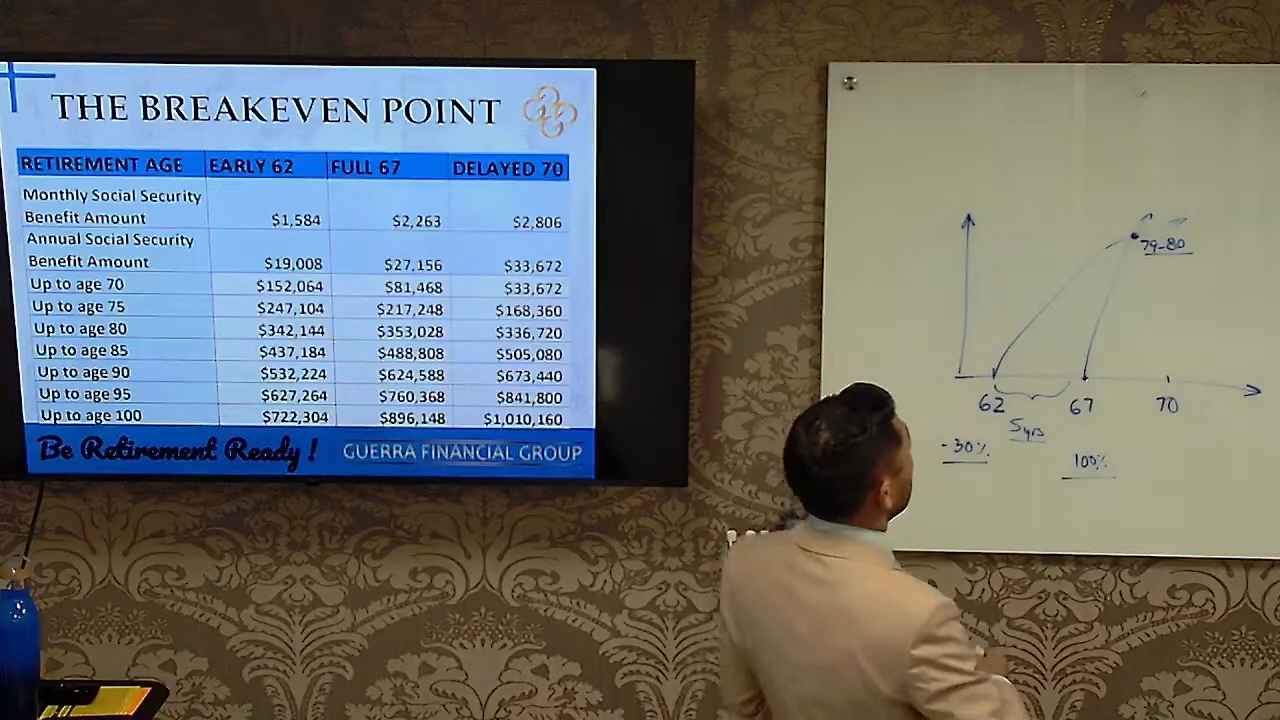 THE BREAKEVEN POINT
RETIREMENT AGE EARLY 62 FULL 67 DELAYED 70
Monthly Social Security
Benefit Amount $1,584 $2,263 $2,806
Annual Social Security
Benefit Amount $19,008 $27,156 $33,672
Up to age 70 $152,064 $81,468 $33,672
Up to age 75 $247,104 $217,248 $168,360
Up to age 80 $342,144 $353,028 $336,720
Up to age 85 $437,184 $488,808 $505,080
Up to age 90 $532,224 $624,588 $673,440
Up to age 95 $627,264 $760,368 $841,800
Up to age 100 $722,304 $896,148 $1,010,160
Be Retirement Ready! GUERRA FINANCIAL GROUP
79-80
62 67 70
5yrs
-30% 100%